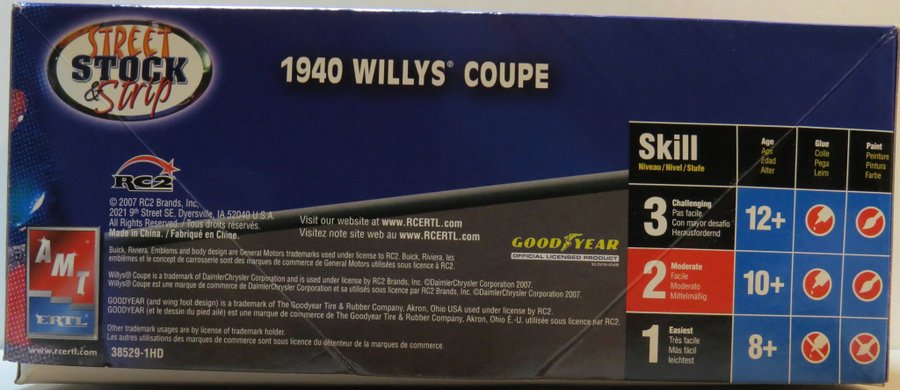 STREET
STOCK
& Strip
1940 WILLYS® COUPE
RC2
© 2007 RC2 Brands, Inc.
2021 9th Street SE, Dyersville, IA 52040 U.S.A.
All Rights Reserved. / Tous droits réservés
Made in China. / Fabriqué en Chine.
Visit our website at www.RCERTL.com
Visitez notre site web au www.RCERTL.com
GOODYEAR
OFFICIAL LICENSED PRODUCT
Buick, Riviera, Emblems and body design are General Motors trademarks used under license to RC2. Buick, Riviera, les
emblèmes et le concept de carrosserie sont des marques de commerce de General Motors utilisées sous licence à RC2.
Willys® Coupe is a trademark of DaimlerChrysler Corporation and is used under license by RC2 Brands, Inc. ©DaimlerChrysler Corporation 2007.
Willys® Coupe est une marque de commerce de DaimlerChrysler Corporation et est utilisée sous licence par RC2 Brands, Inc. ©DaimlerChrysler Corporation 2007.
GOODYEAR (and wing foot design) is a trademark of The Goodyear Tire & Rubber Company, Akron, Ohio USA used under license by RC2.
GOODYEAR (et le dessin du pied ailé) est une marque de commerce de The Goodyear Tire & Rubber Company, Akron, Ohio É.-U. utilisée sous licence par RC2.
Other trademark usages are by license of trademark holder.
Les autres utilisations des marques de commerce sont sous licence du détenteur de la marques de commerce.
AMT
ERTL
www.rcertl.com
38529-1HD
Skill
Niveau / Nivel / Stufe
Age
Age
Edad
Alter
Glue
Colle
Pega
Leim
Paint
Peinture
Pintura
Farbe
3
Challenging
Pas facile
Con mayor desafío
Herausfordernd
12+
2
Moderate
Facile
Moderato
Mittelmäßig
10+
1
Easiest
Très facile
Más fácil
leichtest
8+